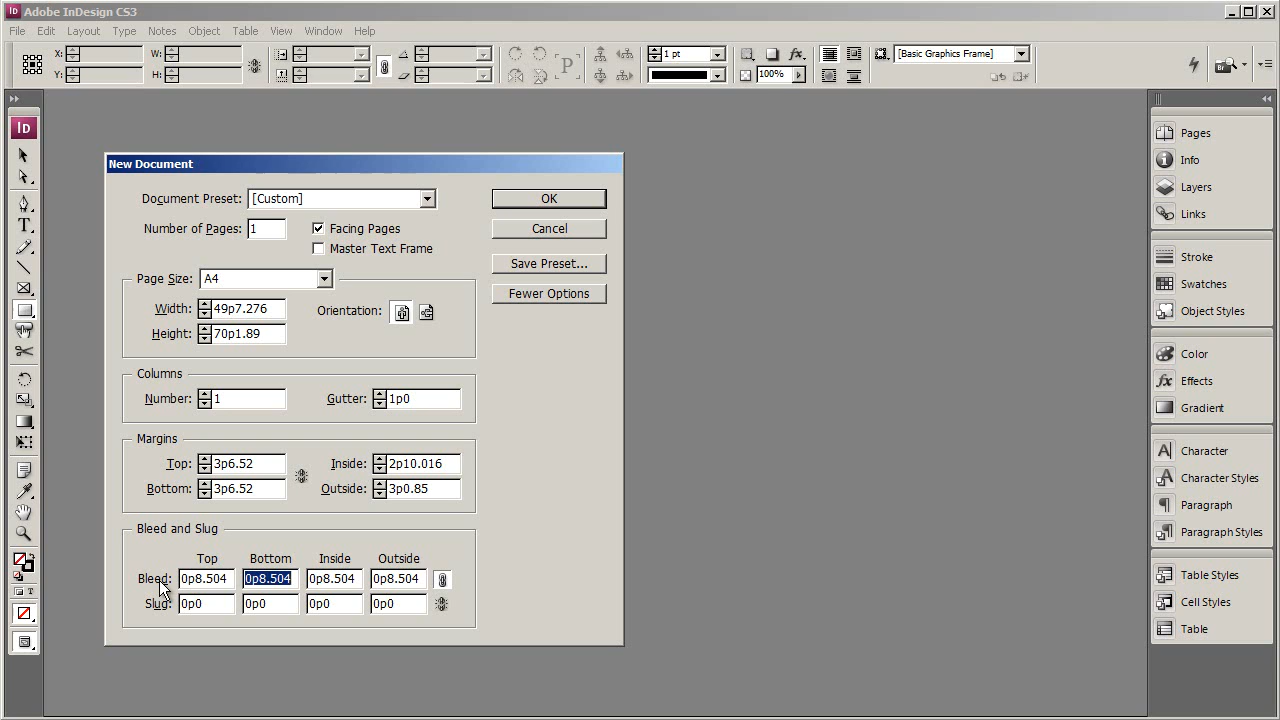 ID Adobe InDesign CS3
File Edit Layout Type Notes Object Table View Window Help
X: W: 1 pt fx. [Basic Graphics Frame]
Y: H: P 100% Br
ID
New Document
Document Preset: [Custom] OK
Number of Pages: 1 Facing Pages Cancel
Master Text Frame
Save Preset...
Page Size: A4
Fewer Options
Width: 49p7.276 Orientation:
Height: 70p1.89
Columns
Number: 1 Gutter: 1p0
Margins
Top: 3p6.52 Inside: 2p10.016
Bottom: 3p6.52 Outside: 3p0.85
Bleed and Slug
Top Bottom Inside Outside
Bleed: 0p8.504 0p8.504 0p8.504 0p8.504
Slug: 0p0 0p0 0p0 0p0
T
Pages
Info
Layers
Links
Stroke
Swatches
Object Styles
Color
fx Effects
Gradient
A Character
A Character Styles
Paragraph
Paragraph Styles
Table Styles
Cell Styles
Table